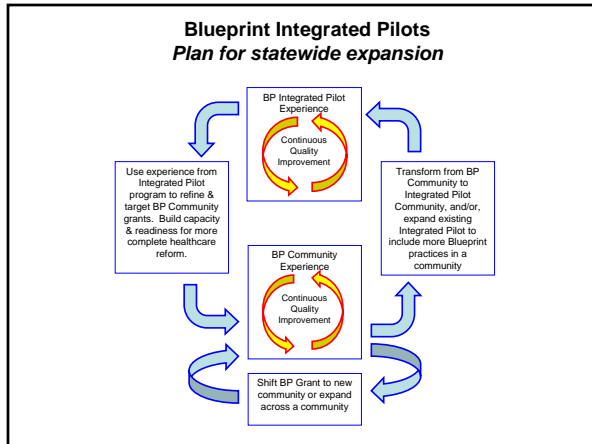 Blueprint Integrated Pilots
Plan for statewide expansion
BP Integrated Pilot
Experience
Continuous
Quality
Improvement
Use experience from
Integrated Pilot
program to refine &
target BP Community
grants. Build capacity
& readiness for more
complete healthcare
reform.
Transform from BP
Community to
Integrated Pilot
Community, and/or,
expand existing
Integrated Pilot to
include more Blueprint
practices in a
community
BP Community
Experience
Continuous
Quality
Improvement
Shift BP Grant to new
community or expand
across a community